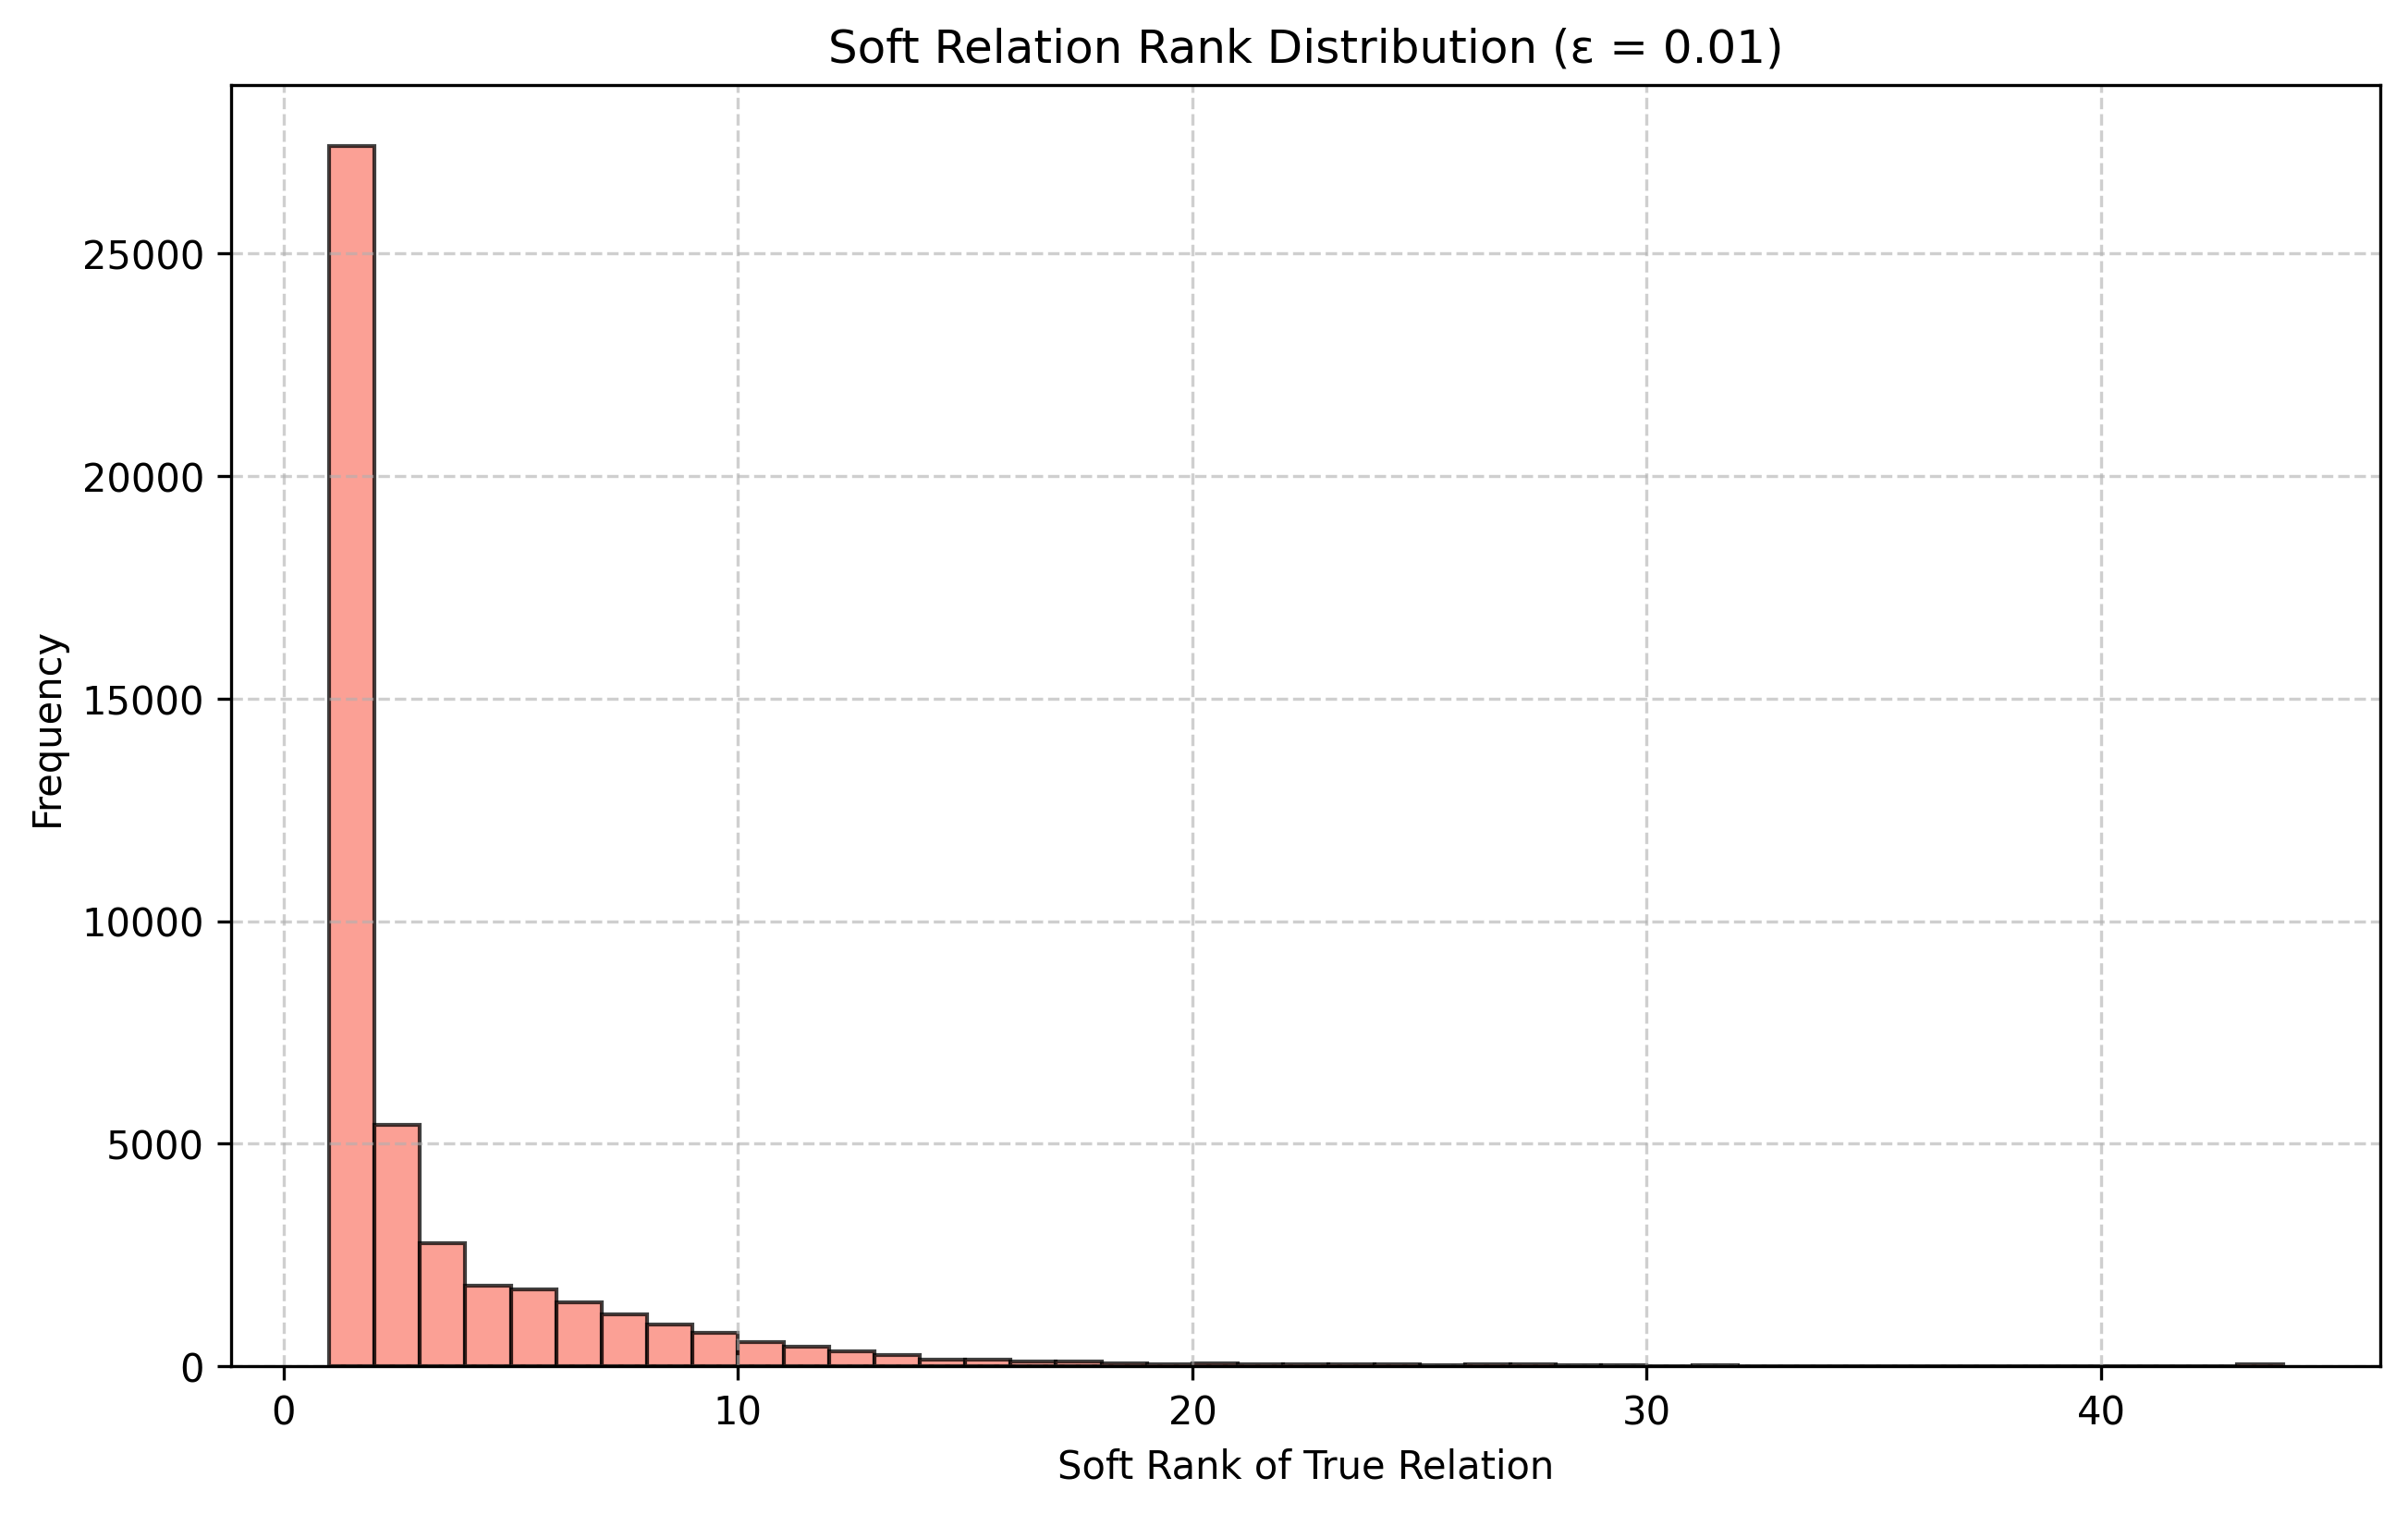 Soft Relation Rank Distribution (ε = 0.01)
Frequency
25000
20000
15000
10000
5000
0
0 10 20 30 40
Soft Rank of True Relation